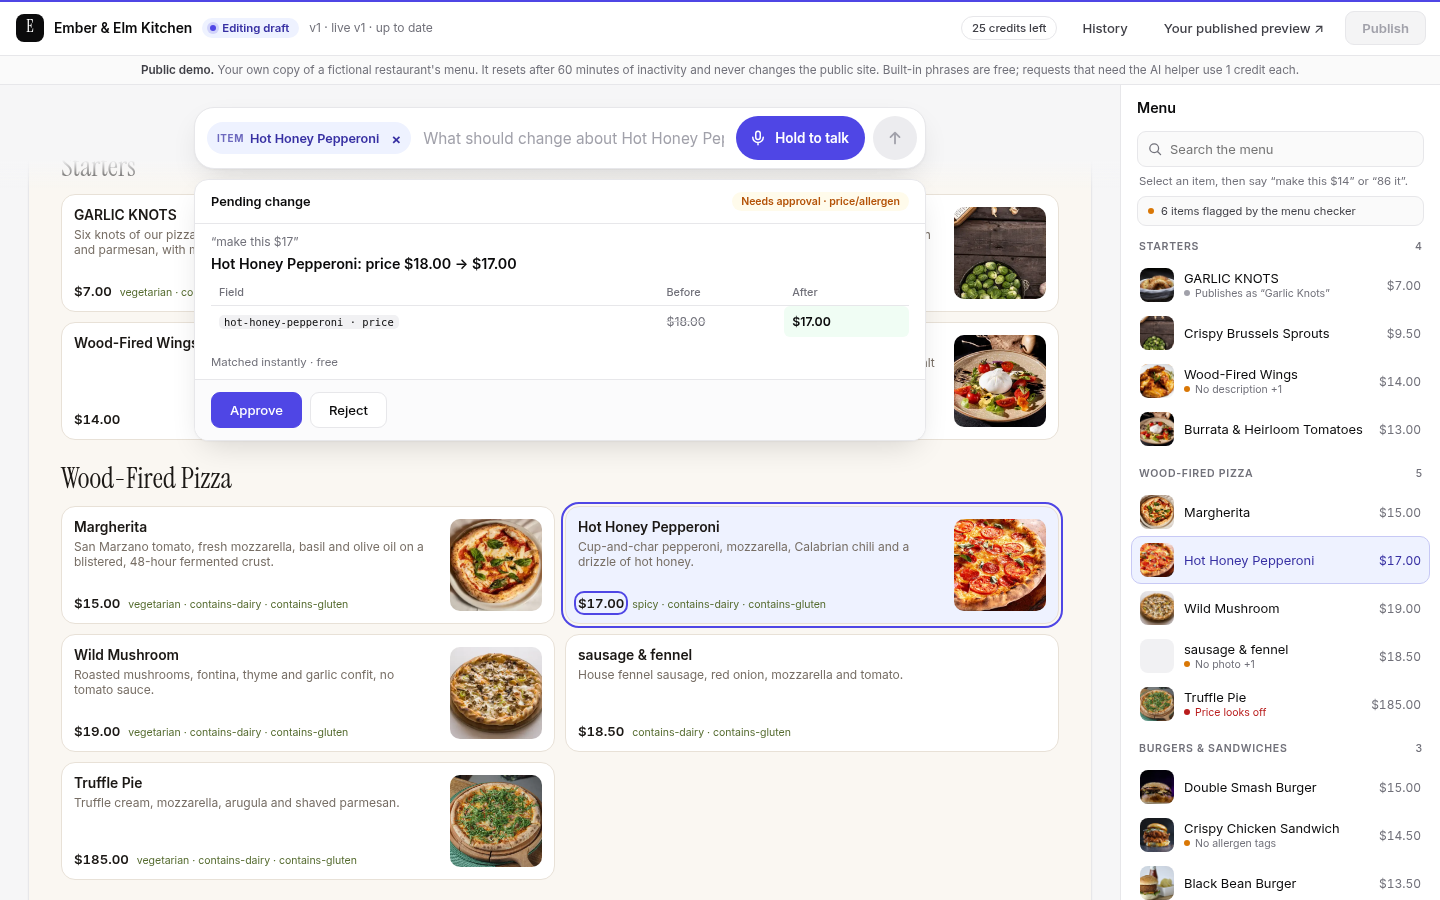 E Ember & Elm Kitchen Editing draft v1 · live v1 · up to date 25 credits left History Your published preview ↗ Publish
Public demo. Your own copy of a fictional restaurant's menu. It resets after 60 minutes of inactivity and never changes the public site. Built-in phrases are free; requests that need the AI helper use 1 credit each.
ITEM Hot Honey Pepperoni × What should change about Hot Honey Pep Hold to talk
Starters
Pending change Needs approval · price/allergen
“make this $17”
Hot Honey Pepperoni: price $18.00 → $17.00
Field Before After
hot-honey-pepperoni · price $18.00 $17.00
Matched instantly · free
Approve Reject
GARLIC KNOTS
Six knots of our pizza
and parmesan, with
$7.00 vegetarian · co
Wood-Fired Wings
$14.00
Wood-Fired Pizza
Margherita
San Marzano tomato, fresh mozzarella, basil and olive oil on a
blistered, 48-hour fermented crust.
$15.00 vegetarian · contains-dairy · contains-gluten
Hot Honey Pepperoni
Cup-and-char pepperoni, mozzarella, Calabrian chili and a
drizzle of hot honey.
$17.00 spicy · contains-dairy · contains-gluten
Wild Mushroom
Roasted mushrooms, fontina, thyme and garlic confit, no
tomato sauce.
$19.00 vegetarian · contains-dairy · contains-gluten
sausage & fennel
House fennel sausage, red onion, mozzarella and tomato.
$18.50 contains-dairy · contains-gluten
Truffle Pie
Truffle cream, mozzarella, arugula and shaved parmesan.
$185.00 vegetarian · contains-dairy · contains-gluten
Menu
Search the menu
Select an item, then say “make this $14” or “86 it”.
6 items flagged by the menu checker
STARTERS 4
GARLIC KNOTS $7.00
Publishes as “Garlic Knots”
Crispy Brussels Sprouts $9.50
Wood-Fired Wings $14.00
No description +1
Burrata & Heirloom Tomatoes $13.00
WOOD-FIRED PIZZA 5
Margherita $15.00
Hot Honey Pepperoni $17.00
Wild Mushroom $19.00
sausage & fennel $18.50
No photo +1
Truffle Pie $185.00
Price looks off
BURGERS & SANDWICHES 3
Double Smash Burger $15.00
Crispy Chicken Sandwich $14.50
No allergen tags
Black Bean Burger $13.50